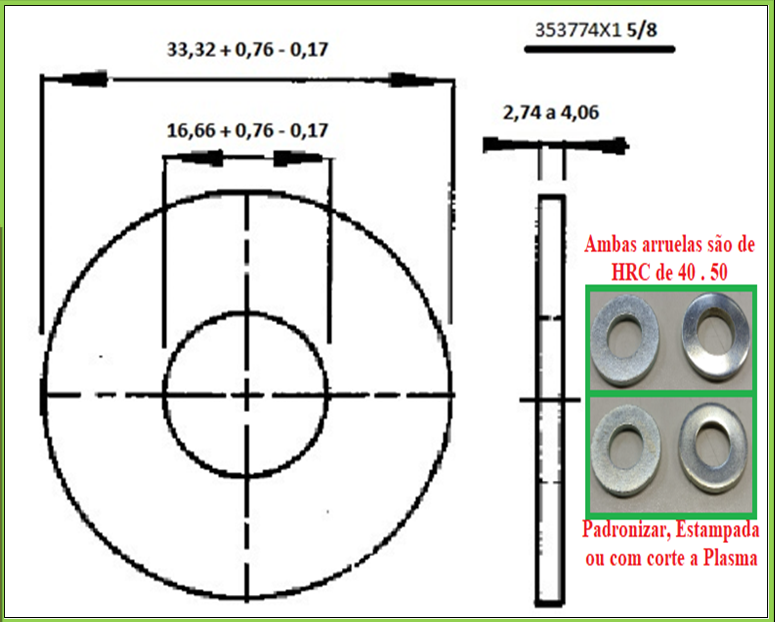 353774X1 5/8
33,32 + 0,76 - 0,17
2,74 a 4,06
16,66 + 0,76 - 0,17
Ambas arruelas são de
HRC de 40 . 50
Padronizar, Estampada
ou com corte a Plasma